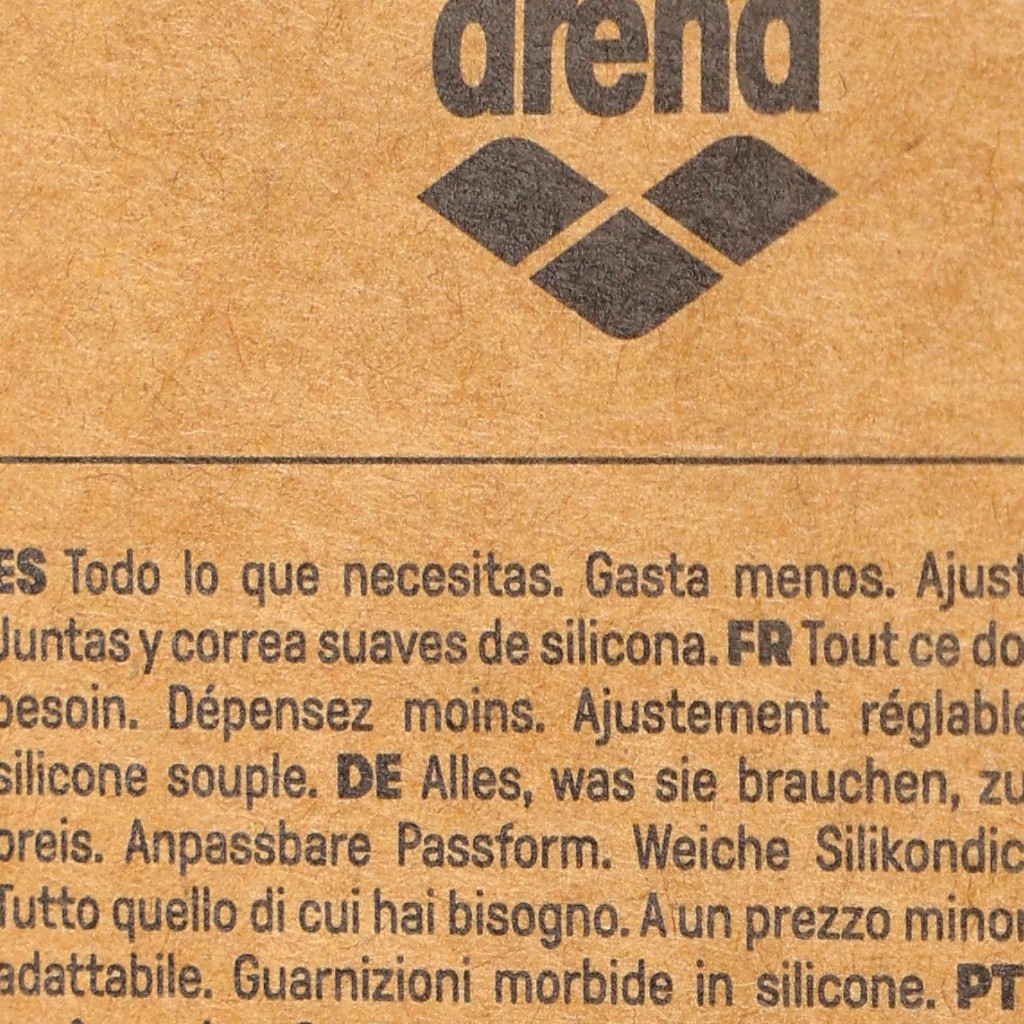 arena
ES Todo lo que necesitas. Gasta menos. Ajust
Juntas y correa suaves de silicona. FR Tout ce do
besoin. Dépensez moins. Ajustement réglable
silicone souple. DE Alles, was sie brauchen, zu
preis. Anpassbare Passform. Weiche Silikondic
Tutto quello di cui hai bisogno. A un prezzo minor
adattabile. Guarnizioni morbide in silicone. PT